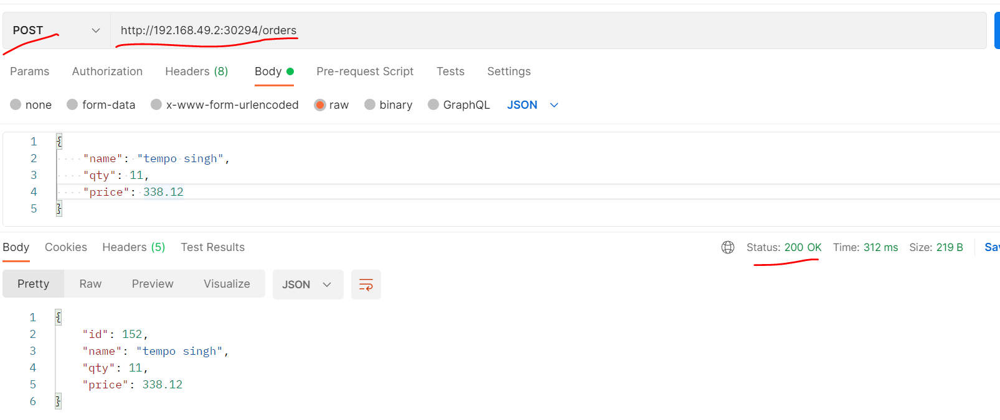 POST http://192.168.49.2:30294/orders
Params Authorization Headers (8) Body Pre-request Script Tests Settings
none form-data x-www-form-urlencoded raw binary GraphQL JSON
1 {
2 "name": "tempo singh",
3 "qty": 11,
4 "price": 338.12
5 }
Body Cookies Headers (5) Test Results Status: 200 OK Time: 312 ms Size: 219 B
Pretty Raw Preview Visualize JSON
1 {
2 "id": 152,
3 "name": "tempo singh",
4 "qty": 11,
5 "price": 338.12
6 }